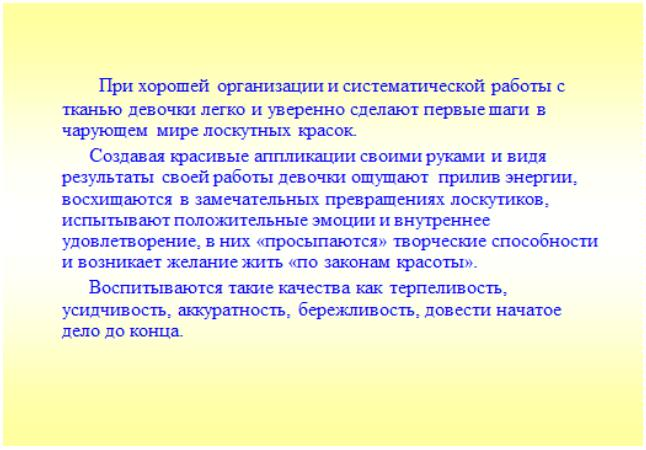 При хорошей организации и систематической работы с
тканью девочки легко и уверенно сделают первые шаги в
чарующем мире лоскутных красок.
Создавая красивые аппликации своими руками и видя
результаты своей работы девочки ощущают прилив энергии,
восхищаются в замечательных превращениях лоскутиков,
испытывают положительные эмоции и внутреннее
удовлетворение, в них «просыпаются» творческие способности
и возникает желание жить «по законам красоты».
Воспитываются такие качества как терпеливость,
усидчивость, аккуратность, бережливость, довести начатое
дело до конца.